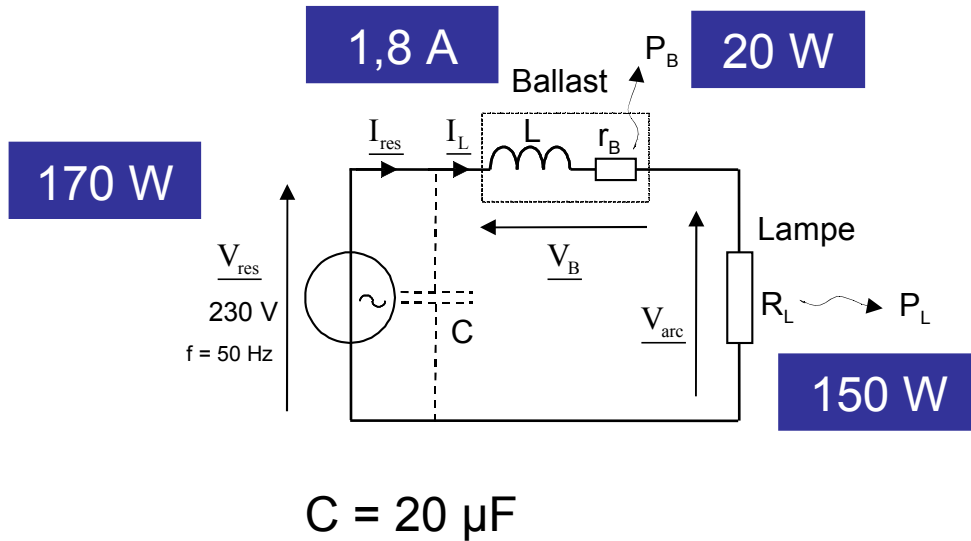 1,8 A
P_B
20 W
Ballast
I_res
I_L
L
r_B
170 W
V_res
230 V
f = 50 Hz
V_B
Lampe
C
V_arc
R_L
P_L
150 W
C = 20 µF